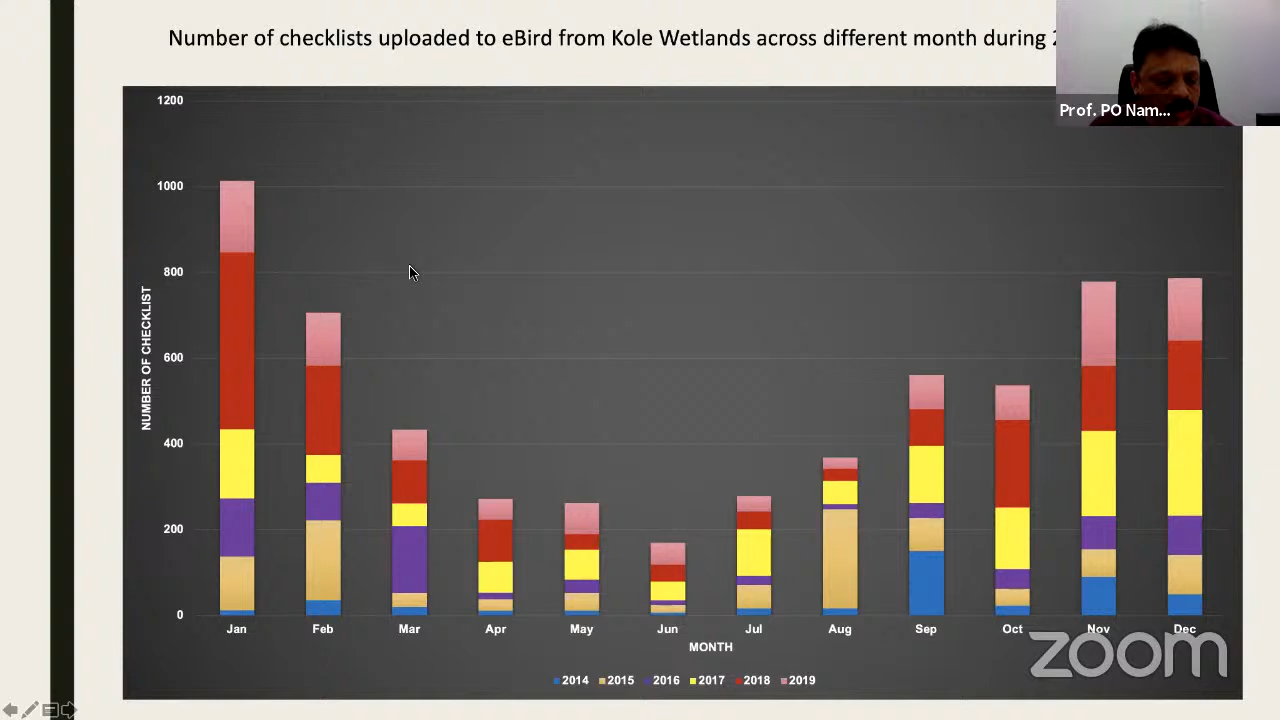 Number of checklists uploaded to eBird from Kole Wetlands across different month during
Prof. PO Nam...
1200
1000
800
600
400
200
0
NUMBER OF CHECKLIST
Jan Feb Mar Apr May Jun Jul Aug Sep Oct Nov Dec
MONTH
2014 2015 2016 2017 2018 2019
zoom